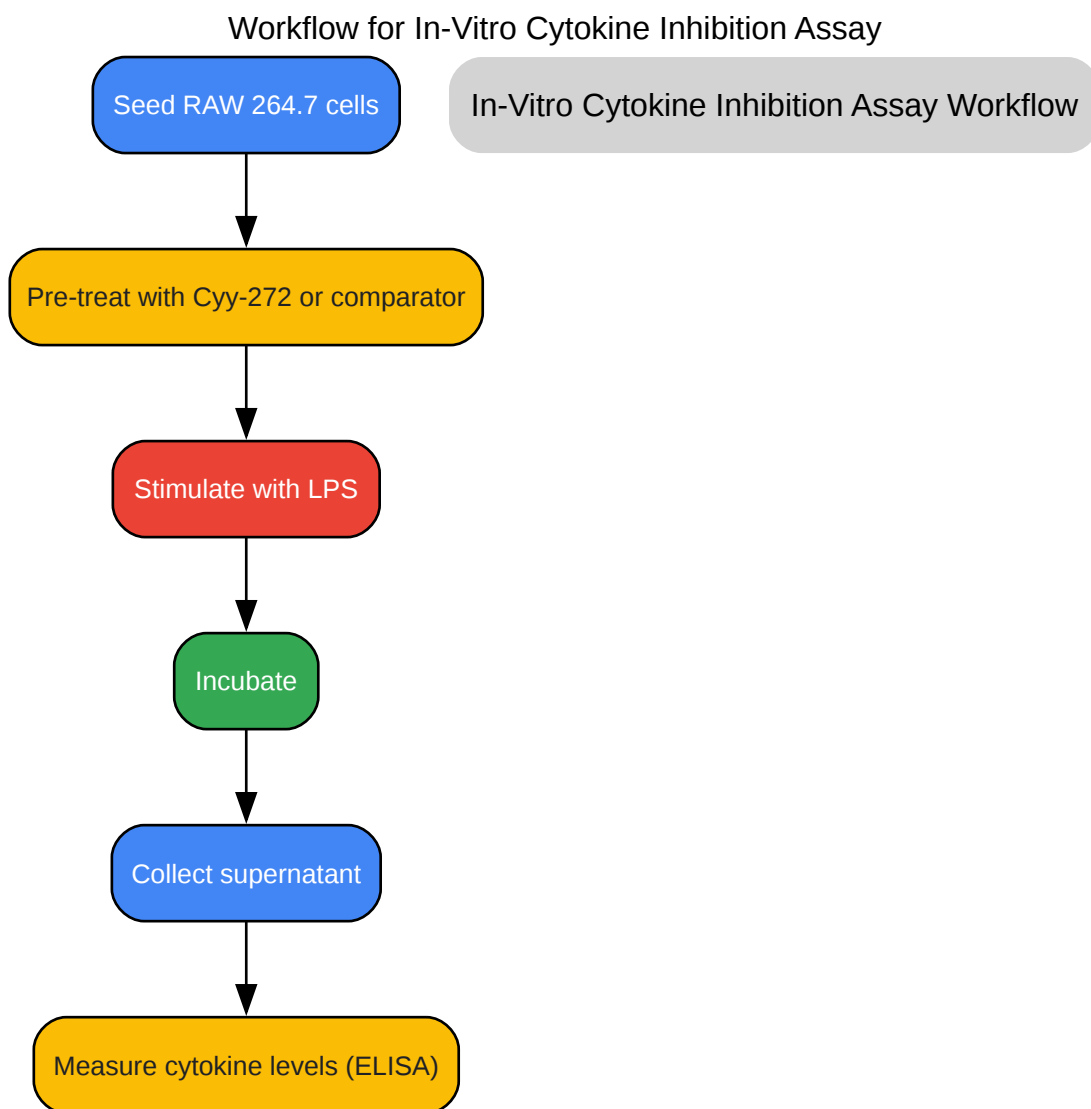 Workflow for In-Vitro Cytokine Inhibition Assay
Seed RAW 264.7 cells
In-Vitro Cytokine Inhibition Assay Workflow
Pre-treat with Cyy-272 or comparator
Stimulate with LPS
Incubate
Collect supernatant
Measure cytokine levels (ELISA)